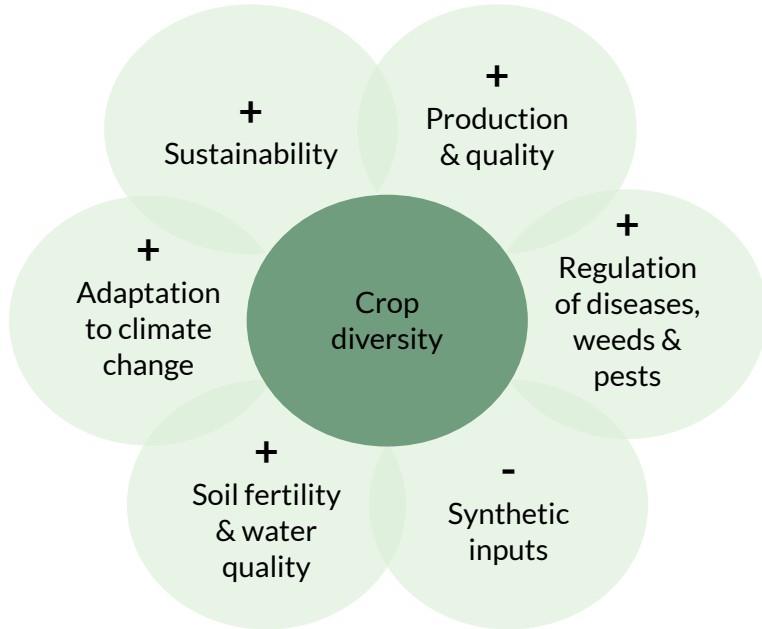 +
Sustainability
+
Production
& quality
+
Regulation
of diseases,
weeds &
pests
-
Synthetic
inputs
+
Soil fertility
& water
quality
+
Adaptation
to climate
change
Crop
diversity